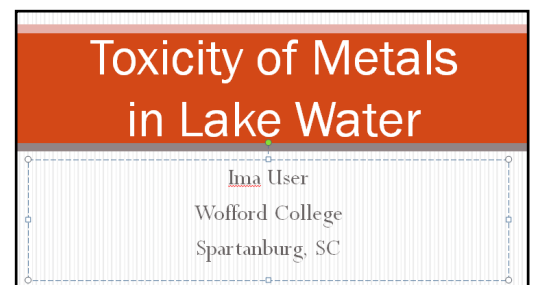 Toxicity of Metals
in Lake Water
Ima User
Wofford College
Spartanburg, SC